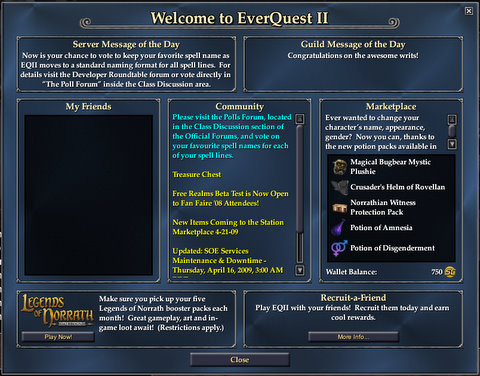 Welcome to EverQuest II
Server Message of the Day
Now is your chance to vote to keep your favorite spell name as
EQII moves to a standard naming format for all spell lines. For
details visit the Developer Roundtable forum or vote directly in
"The Poll Forum" inside the Class Discussion area.
Guild Message of the Day
Congratulations on the awesome writs!
My Friends
Community
Please visit the Polls Forum, located
in the Class Discussion section of
the Official Forums, and vote on
your favourite spell names for each
of your spell lines.
Treasure Chest
Free Realms Beta Test is Now Open
to Fan Faire '08 Attendees!
New Items Coming to the Station
Marketplace 4-21-09
Updated: SOE Services
Maintenance & Downtime -
Thursday, April 16, 2009, 3:00 AM
Marketplace
Ever wanted to change your
character's name, appearance,
gender? Now you can, thanks to
the new potion packs available in
Magical Bugbear Mystic
Plushie
Crusader's Helm of Rovellan
Norrathian Witness
Protection Pack
Potion of Amnesia
Potion of Disgenderment
Wallet Balance: 750 SC
LEGENDS
OF NORRATH
Play Now!
Make sure you pick up your five
Legends of Norrath booster packs each
month! Great gameplay, art and in-
game loot await! (Restrictions apply.)
Recruit-a-Friend
Play EQII with your friends! Recruit them today and earn
cool rewards.
More Info...
Close